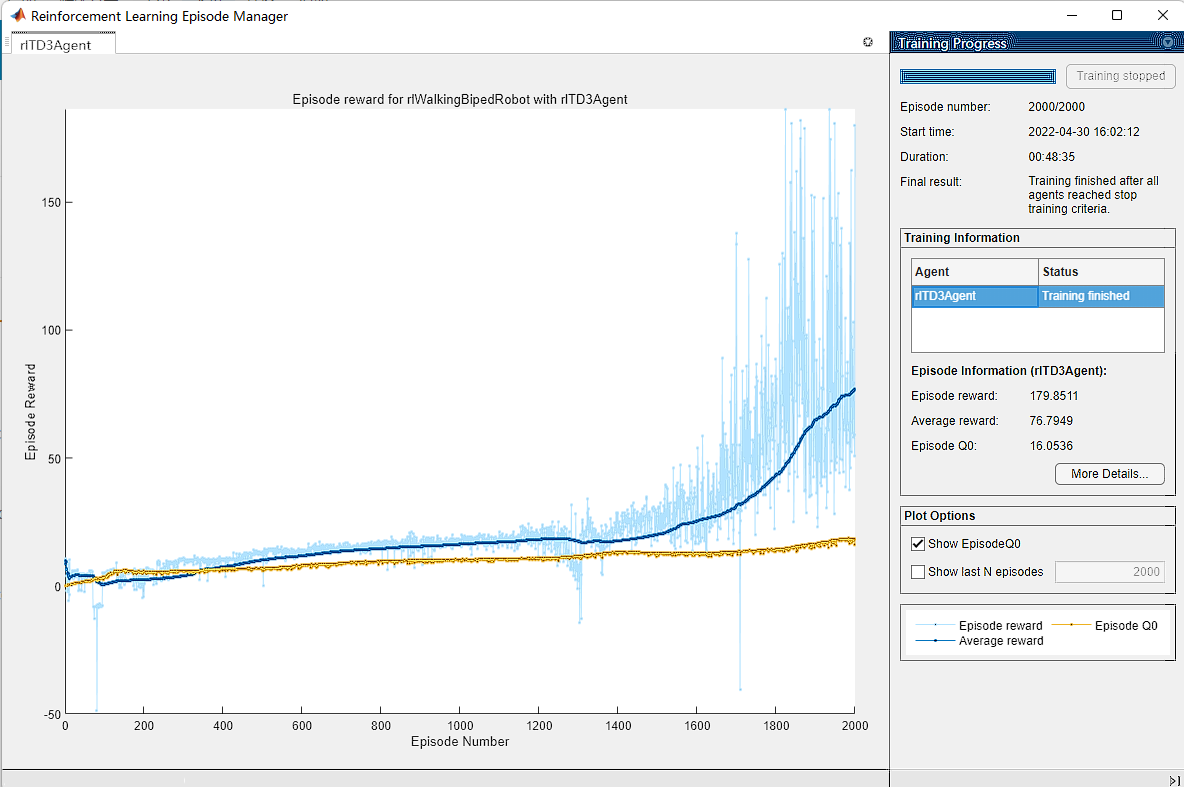 Reinforcement Learning Episode Manager
rlTD3Agent
Episode reward for rlWalkingBipedRobot with rlTD3Agent
150
100
50
0
-50
Episode Reward
0 200 400 600 800 1000 1200 1400 1600 1800 2000
Episode Number
Training Progress
Training stopped
Episode number: 2000/2000
Start time: 2022-04-30 16:02:12
Duration: 00:48:35
Final result: Training finished after all
agents reached stop
training criteria.
Training Information
Agent Status
rlTD3Agent Training finished
Episode Information (rlTD3Agent):
Episode reward: 179.8511
Average reward: 76.7949
Episode Q0: 16.0536
More Details...
Plot Options
Show EpisodeQ0
Show last N episodes 2000
Episode reward Episode Q0
Average reward